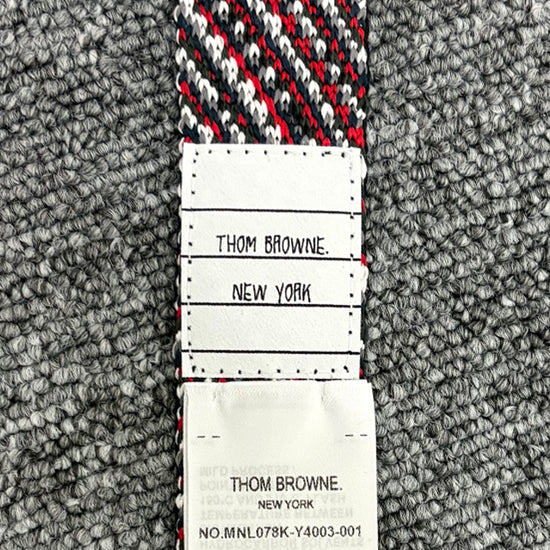 THOM BROWNE.
NEW YORK
THOM BROWNE.
NEW YORK
NO.MNL078K-Y4003-001